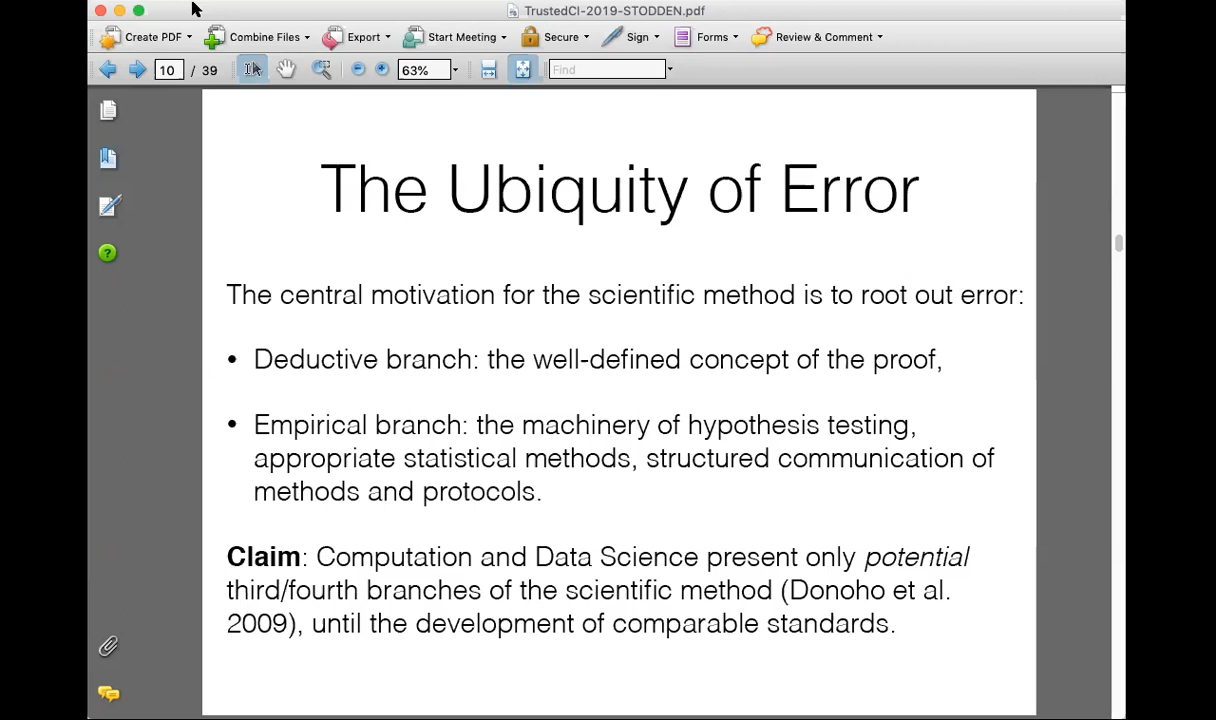 TrustedCI-2019-STODDEN.pdf
Create PDF Combine Files Export Start Meeting Secure Sign Forms Review & Comment
10 / 39 63% Find
The Ubiquity of Error
The central motivation for the scientific method is to root out error:
• Deductive branch: the well-defined concept of the proof,
• Empirical branch: the machinery of hypothesis testing,
appropriate statistical methods, structured communication of
methods and protocols.
Claim: Computation and Data Science present only potential
third/fourth branches of the scientific method (Donoho et al.
2009), until the development of comparable standards.